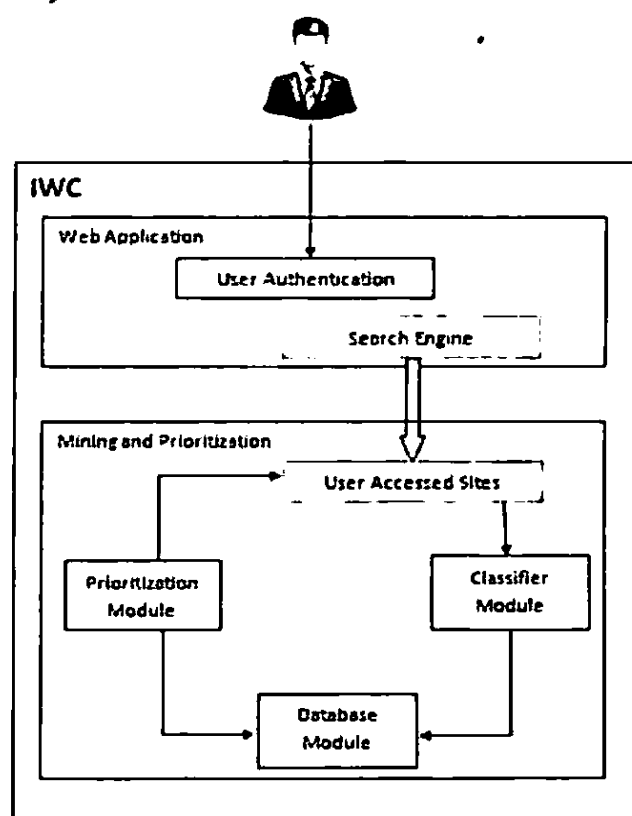 IWC
Web Application
User Authentication
Search Engine
Mining and Prioritization
User Accessed Sites
Prioritization
Module
Classifier
Module
Database
Module